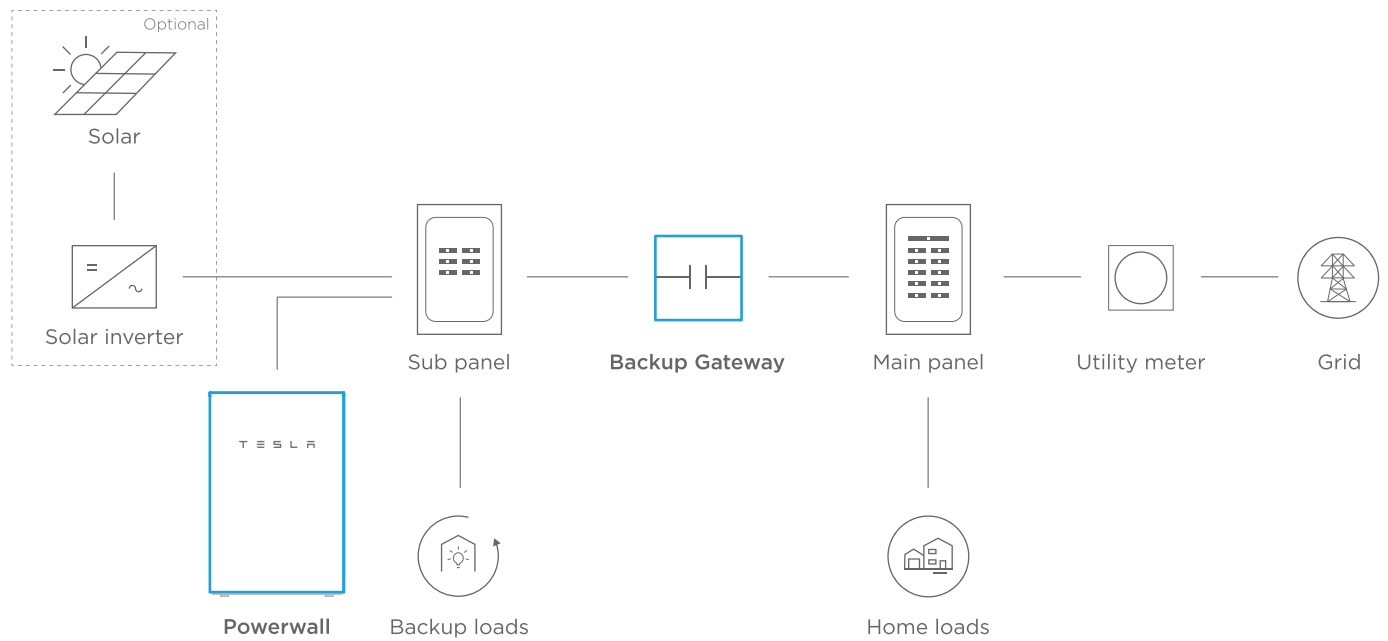 Optional
Solar
Solar inverter
Sub panel
Backup Gateway
Main panel
Utility meter
Grid
TESLA
Powerwall
Backup loads
Home loads